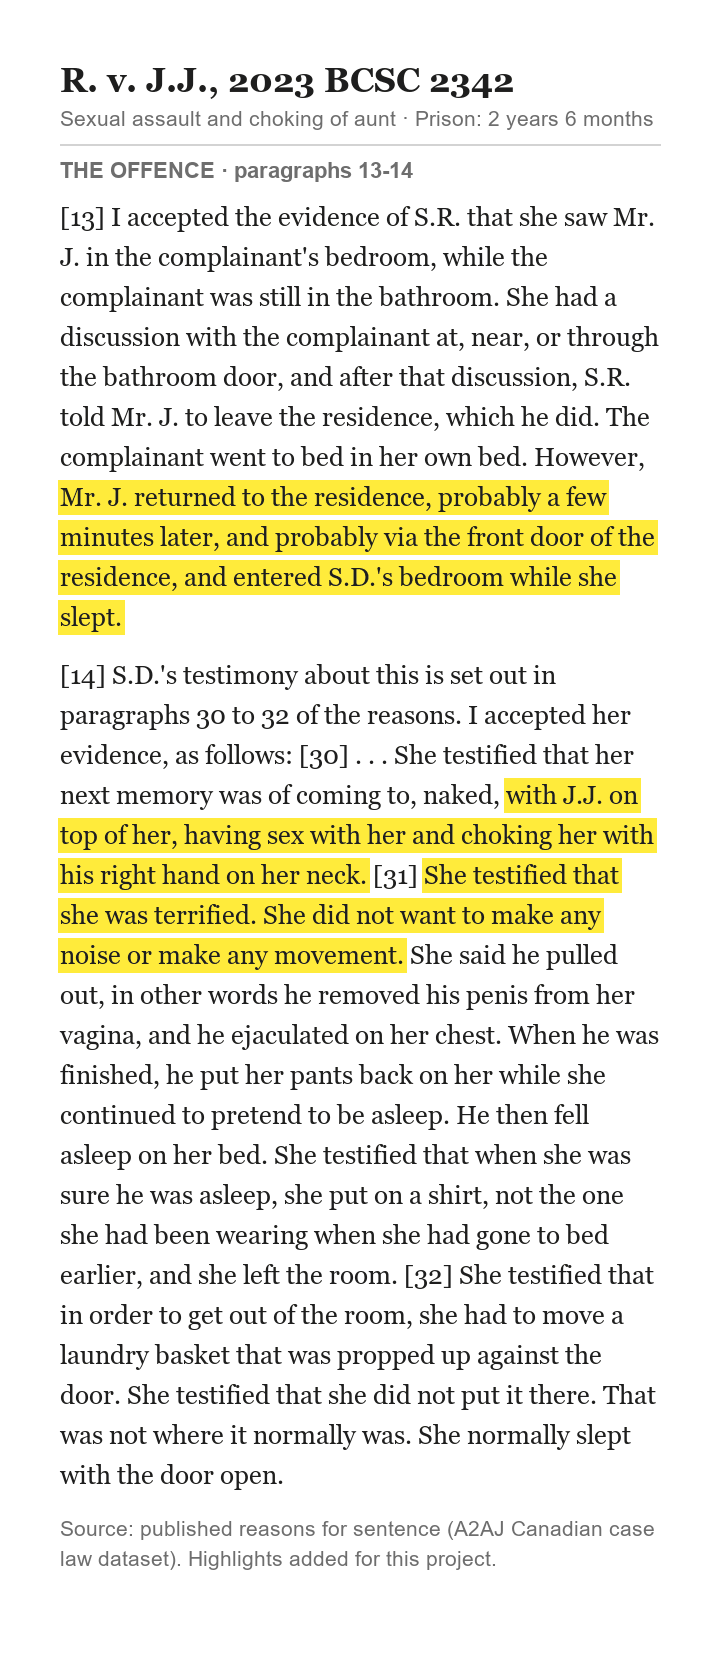 R. v. J.J., 2023 BCSC 2342
Sexual assault and choking of aunt · Prison: 2 years 6 months
THE OFFENCE · paragraphs 13-14
[13] I accepted the evidence of S.R. that she saw Mr.
J. in the complainant's bedroom, while the
complainant was still in the bathroom. She had a
discussion with the complainant at, near, or through
the bathroom door, and after that discussion, S.R.
told Mr. J. to leave the residence, which he did. The
complainant went to bed in her own bed. However,
Mr. J. returned to the residence, probably a few
minutes later, and probably via the front door of the
residence, and entered S.D.'s bedroom while she
slept.
[14] S.D.'s testimony about this is set out in
paragraphs 30 to 32 of the reasons. I accepted her
evidence, as follows: [30] . . . She testified that her
next memory was of coming to, naked, with J.J. on
top of her, having sex with her and choking her with
his right hand on her neck. [31] She testified that
she was terrified. She did not want to make any
noise or make any movement. She said he pulled
out, in other words he removed his penis from her
vagina, and he ejaculated on her chest. When he was
finished, he put her pants back on her while she
continued to pretend to be asleep. He then fell
asleep on her bed. She testified that when she was
sure he was asleep, she put on a shirt, not the one
she had been wearing when she had gone to bed
earlier, and she left the room. [32] She testified that
in order to get out of the room, she had to move a
laundry basket that was propped up against the
door. She testified that she did not put it there. That
was not where it normally was. She normally slept
with the door open.
Source: published reasons for sentence (A2AJ Canadian case
law dataset). Highlights added for this project.